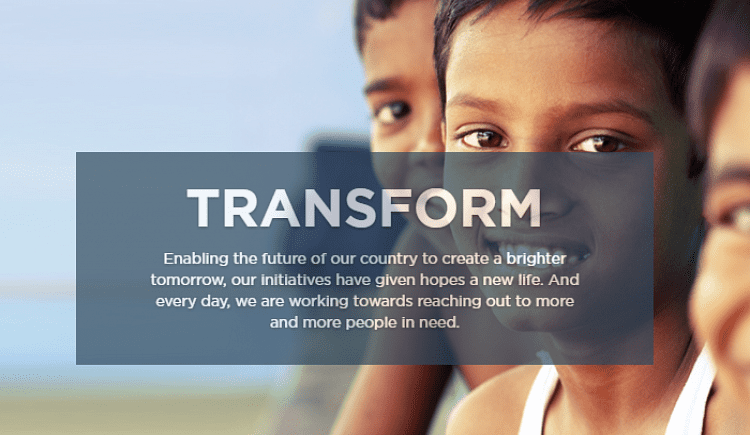 TRANSFORM
Enabling the future of our country to create a brighter
tomorrow, our initiatives have given hopes a new life. And
every day, we are working towards reaching out to more
and more people in need.